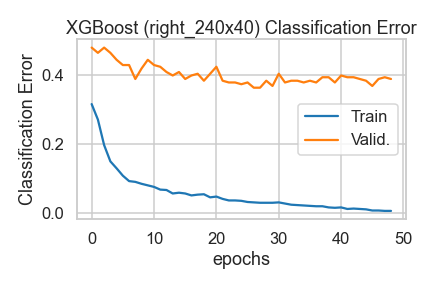 XGBoost (right_240x40) Classification Error
Classification Error
0.4
0.2
0.0
Train
Valid.
0 10 20 30 40 50
epochs